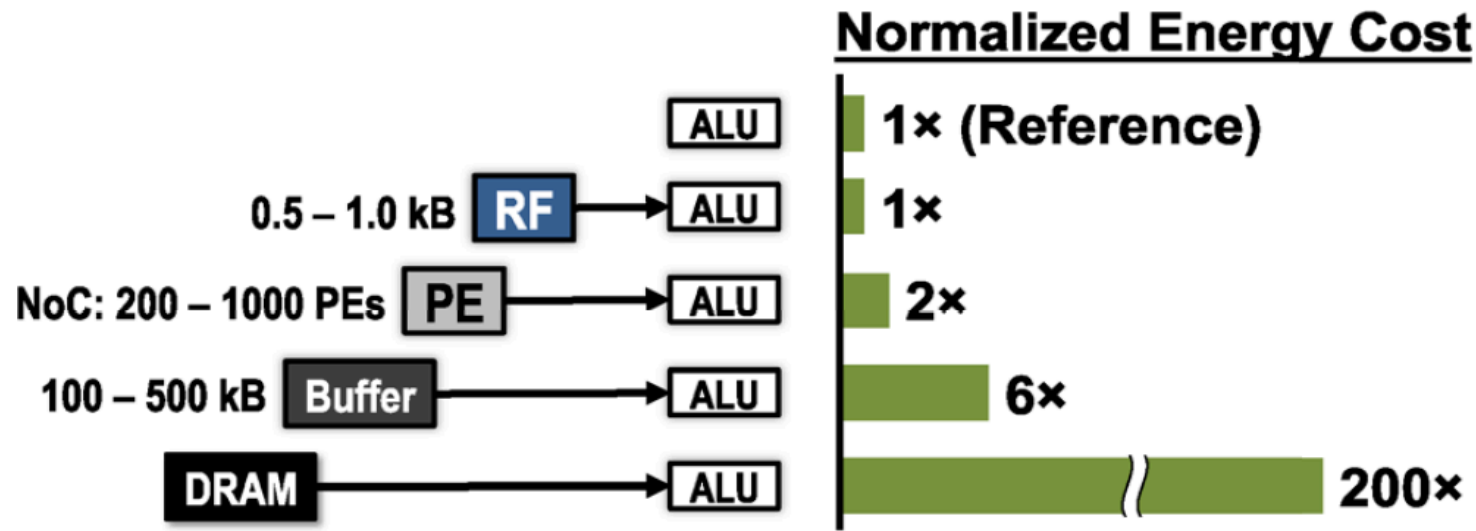 Normalized Energy Cost
ALU 1× (Reference)
0.5 – 1.0 kB RF ALU 1×
NoC: 200 – 1000 PEs PE ALU 2×
100 – 500 kB Buffer ALU 6×
DRAM ALU 200×